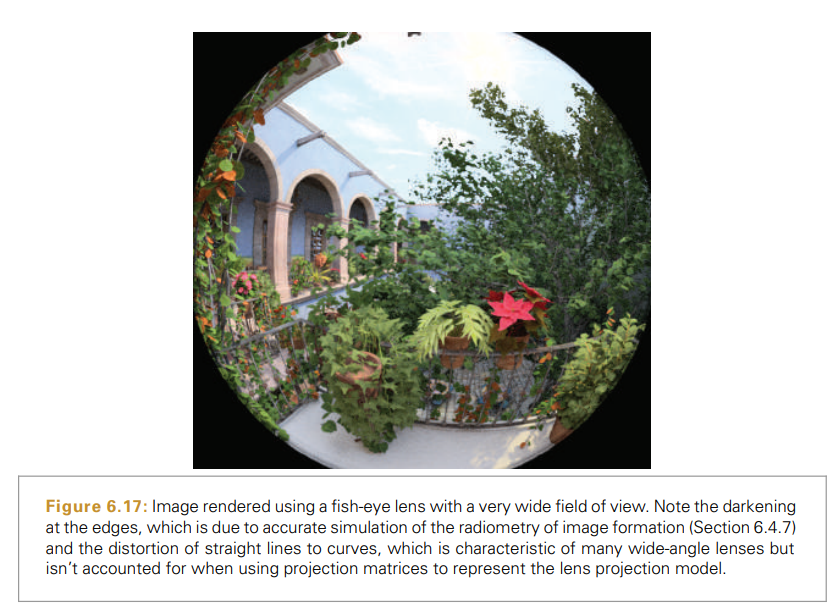 Figure 6.17: Image rendered using a fish-eye lens with a very wide field of view. Note the darkening
at the edges, which is due to accurate simulation of the radiometry of image formation (Section 6.4.7)
and the distortion of straight lines to curves, which is characteristic of many wide-angle lenses but
isn’t accounted for when using projection matrices to represent the lens projection model.